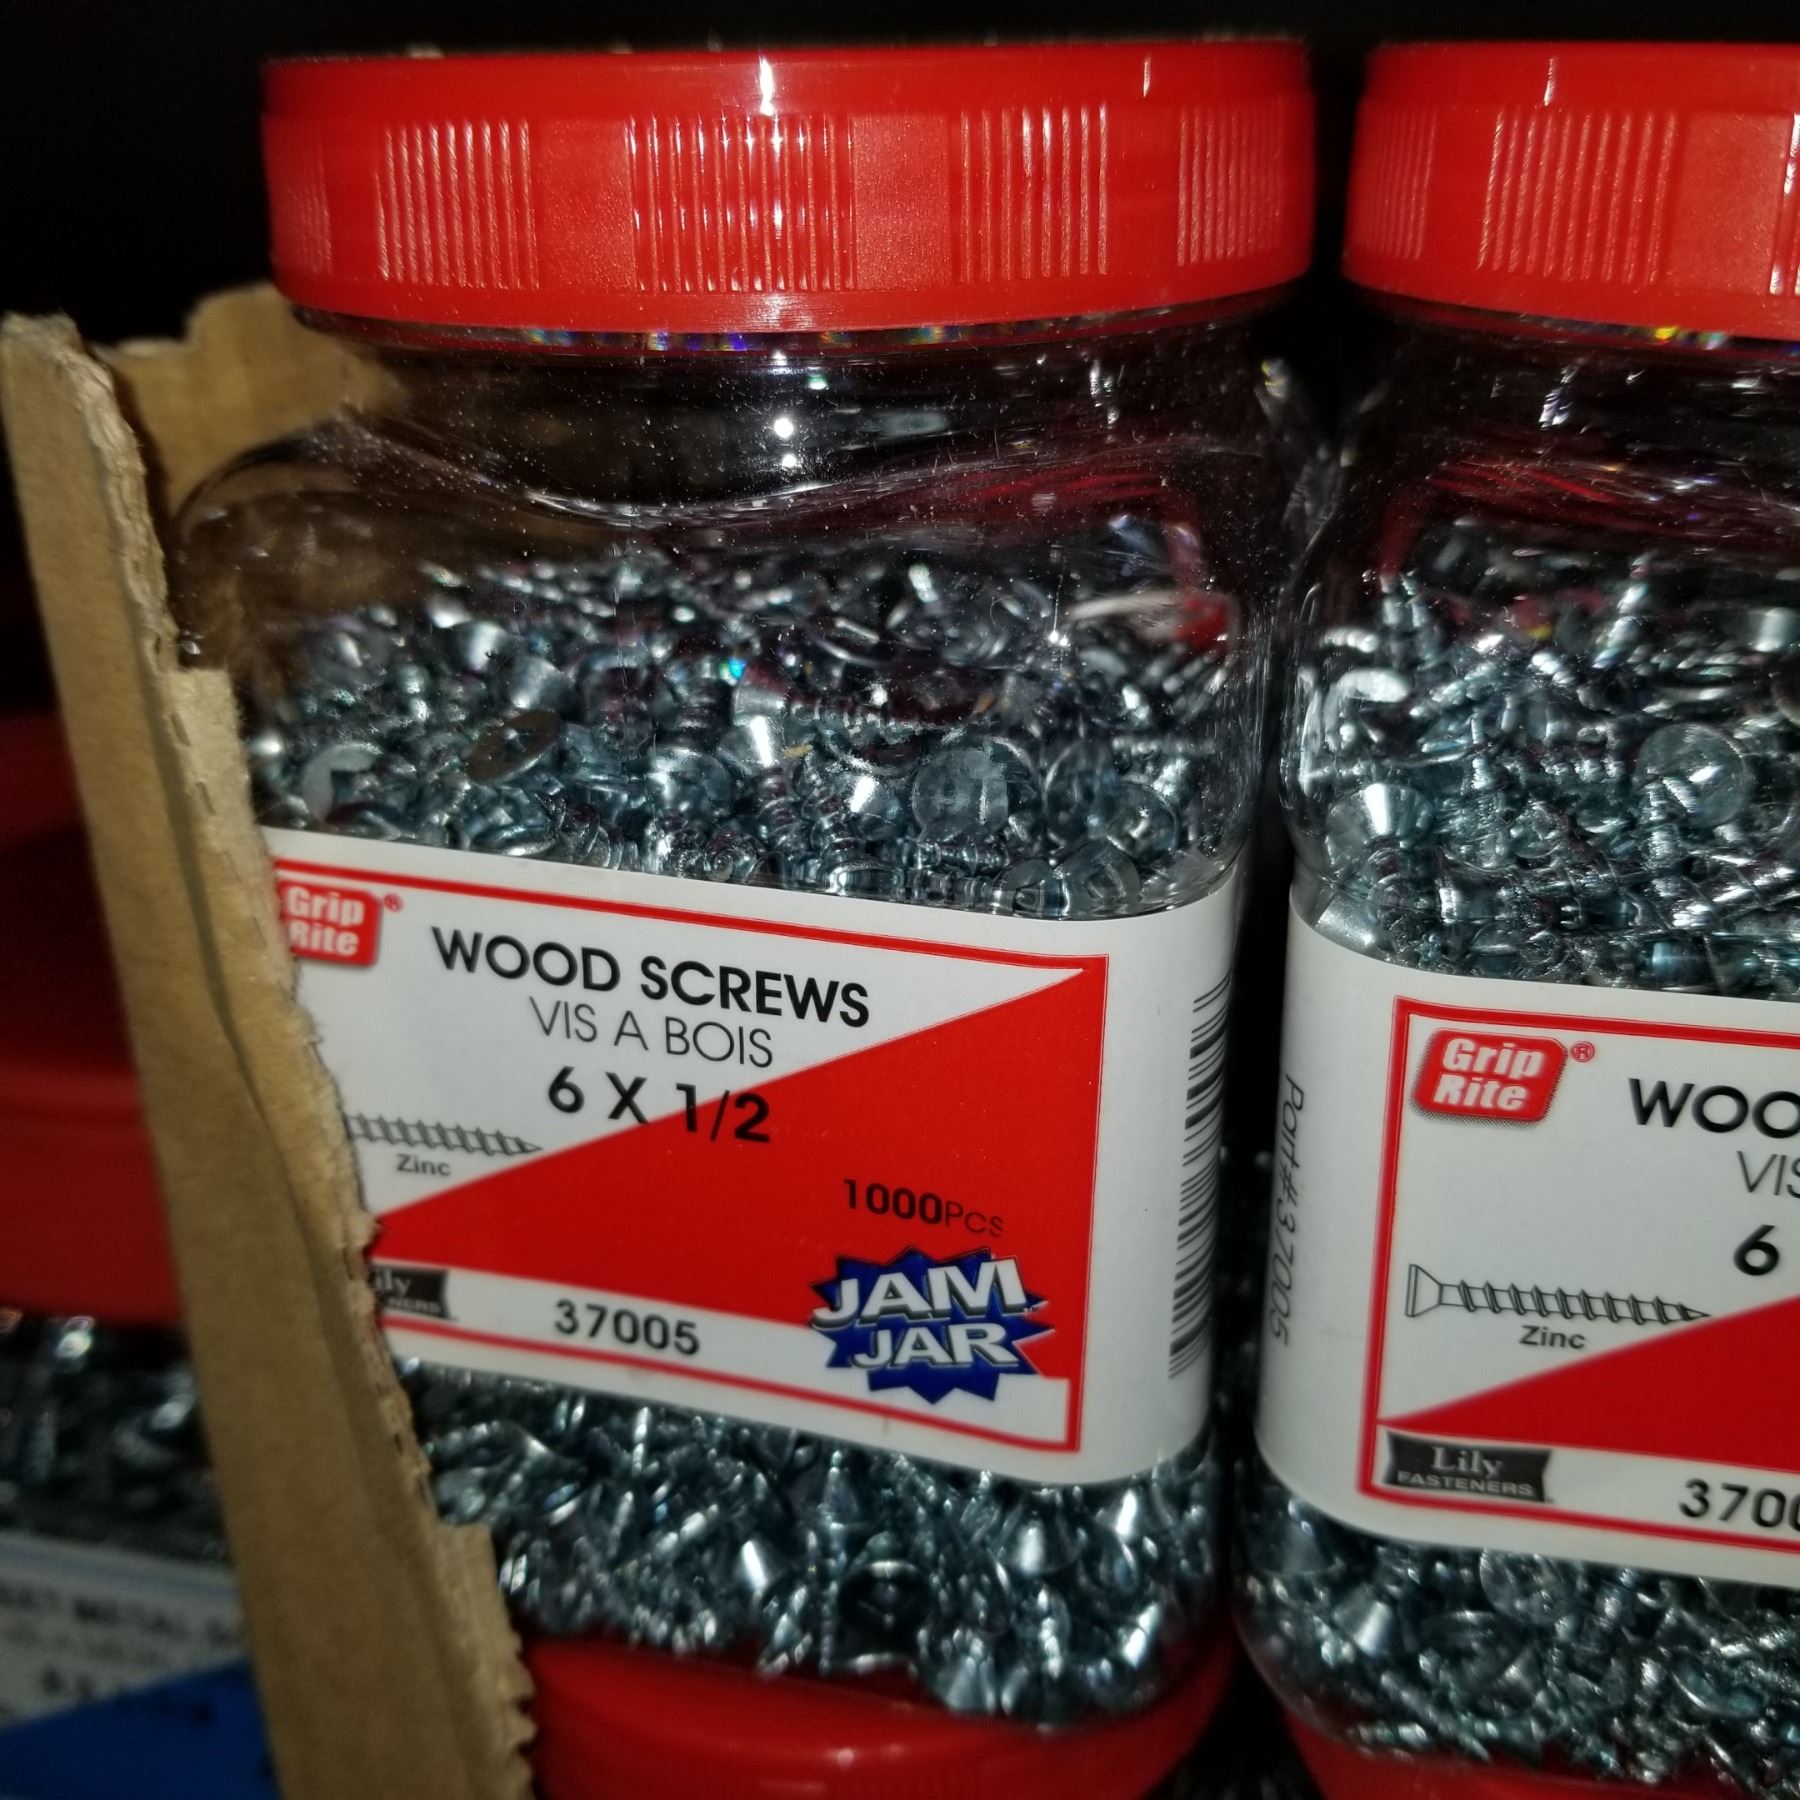 Grip
Rite
®
WOOD SCREWS
VIS A BOIS
6 X 1/2
Zinc
1000Pcs
JAM
JAR
37005
Part#37005
Grip
Rite
®
WOO
VIS
6
Zinc
Lily
FASTENERS
3700
METAL